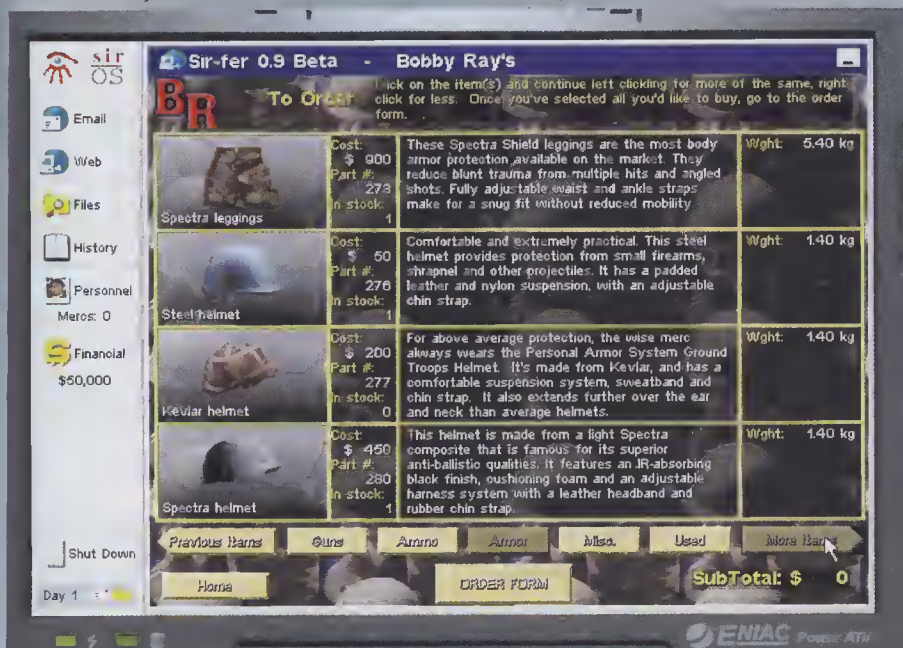 sir
OS
Email
Web
Files
History
Personnel
Mercs: 0
Financial
$50,000
Shut Down
Day 1
Sir-fer 0.9 Beta - Bobby Ray's
BR
To Order
Click on the item(s) and continue left clickling for more of the same, right
click for less. Once you've selected all you'd like to buy, go to the order
form.
Spectra leggings
Cost:
$ 900
Part #:
273
In stock:
1
These Spectra Shield leggings are the most body
armor protection available on the market. They
reduce blunt trauma from multiple hits and angled
shots. Fully adjustable waist and ankle straps
make for a snug fit without reduced mobility
Wght: 5.40 kg
Steel helmet
Cost:
$ 50
Part #:
276
In stock:
1
Comfortable and extremely practical. This steel
helmet provides protection from small firearms,
shrapnel and other projectiles. It has a padded
leather and nylon suspension, with an adjustable
chin strap.
Wght: 1.40 kg
Kevlar helmet
Cost:
$ 200
Part #:
277
In stock:
0
For above average protection, the wise merc
always wears the Personal Armor System Ground
Troops Helmet. It's made from Kevlar, and has a
comfortable suspension system, sweatband and
chin strap. It also extends further over the ear
and neck than average helmets.
Wght: 1.40 kg
Spectra helmet
Cost:
$ 450
Part #:
280
In stock:
1
This helmet is made from a light Spectra
composite that is famous for its superior
anti-ballistic qualities. It features an IR-absorbing
black finish, cushioning foam and an adjustable
harness system with a leather headband and
rubber chin strap.
Wght: 1.40 kg
Previous Items
Guns
Ammo
Armor
Misc.
Used
More Items
Home
ORDER FORM
SubTotal: $ 0
ENIAC Power